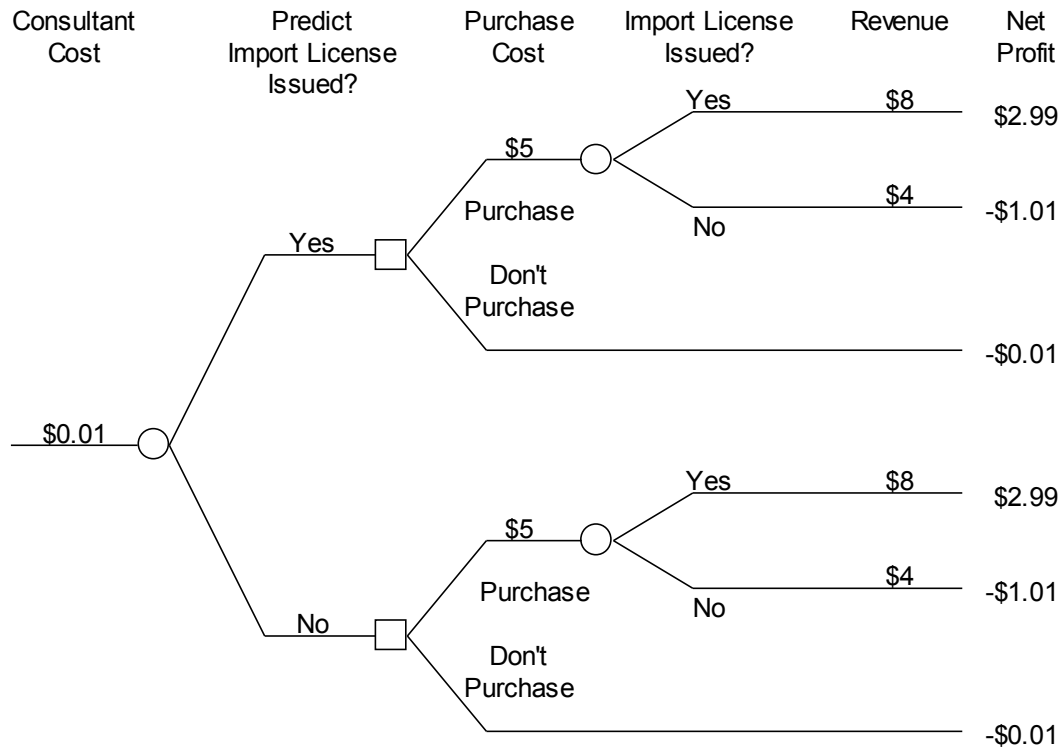 Consultant
Cost
Predict
Import License
Issued?
Purchase
Cost
Import License
Issued?
Revenue
Net
Profit
Yes
$8
$2.99
$5
Purchase
No
$4
-$1.01
Yes
Don't
Purchase
-$0.01
$0.01
Yes
$8
$2.99
$5
Purchase
No
$4
-$1.01
No
Don't
Purchase
-$0.01